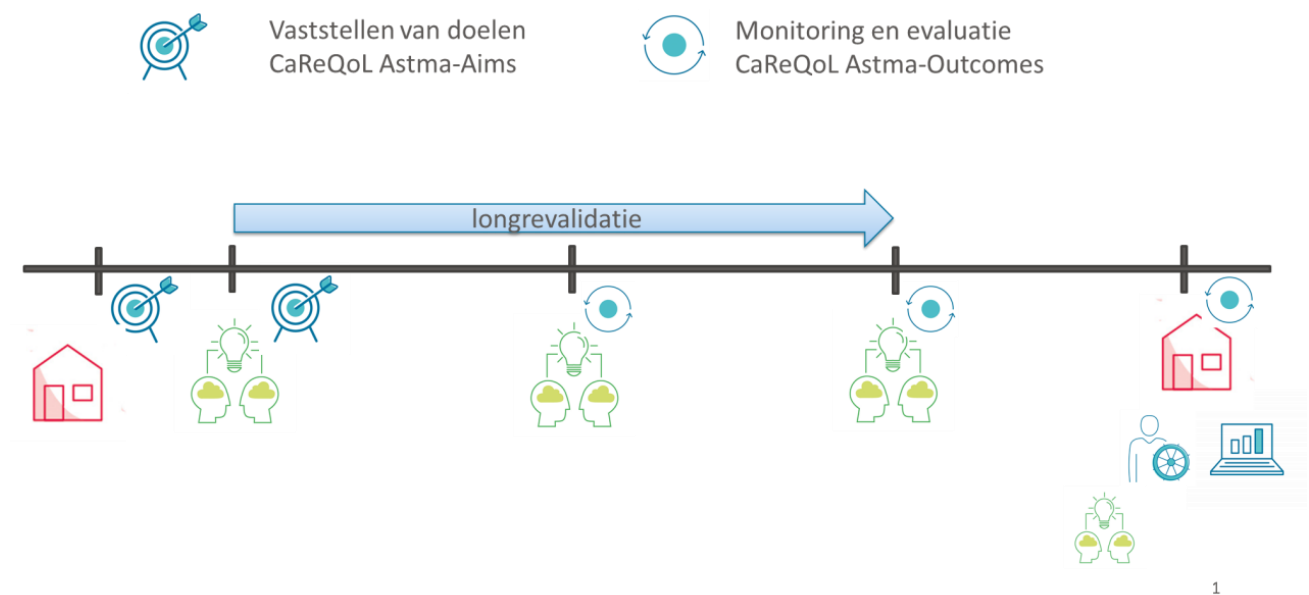 Vaststellen van doelen
CaReQoL Astma-Aims
Monitoring en evaluatie
CaReQoL Astma-Outcomes
longrevalidatie
1